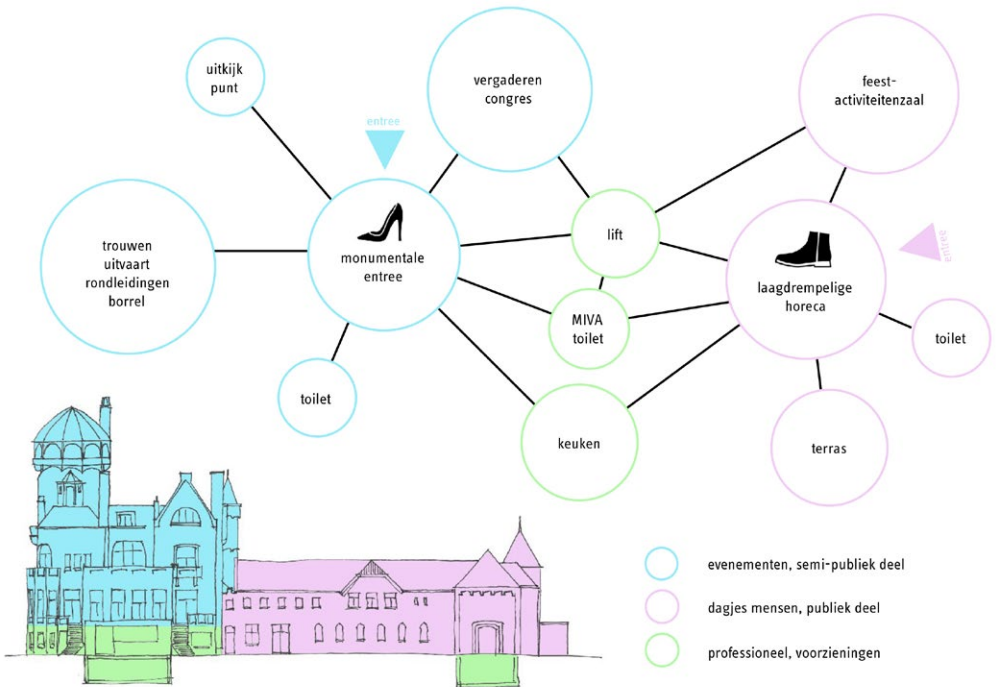 uitkijk
punt
vergaderen
congres
feest-
activiteitenzaal
entree
trouwen
uitvaart
rondleidingen
borrel
monumentale
entree
lift
laagdrempelige
horeca
entree
MIVA
toilet
toilet
toilet
keuken
terras
evenementen, semi-publiek deel
dagjes mensen, publiek deel
professioneel, voorzieningen